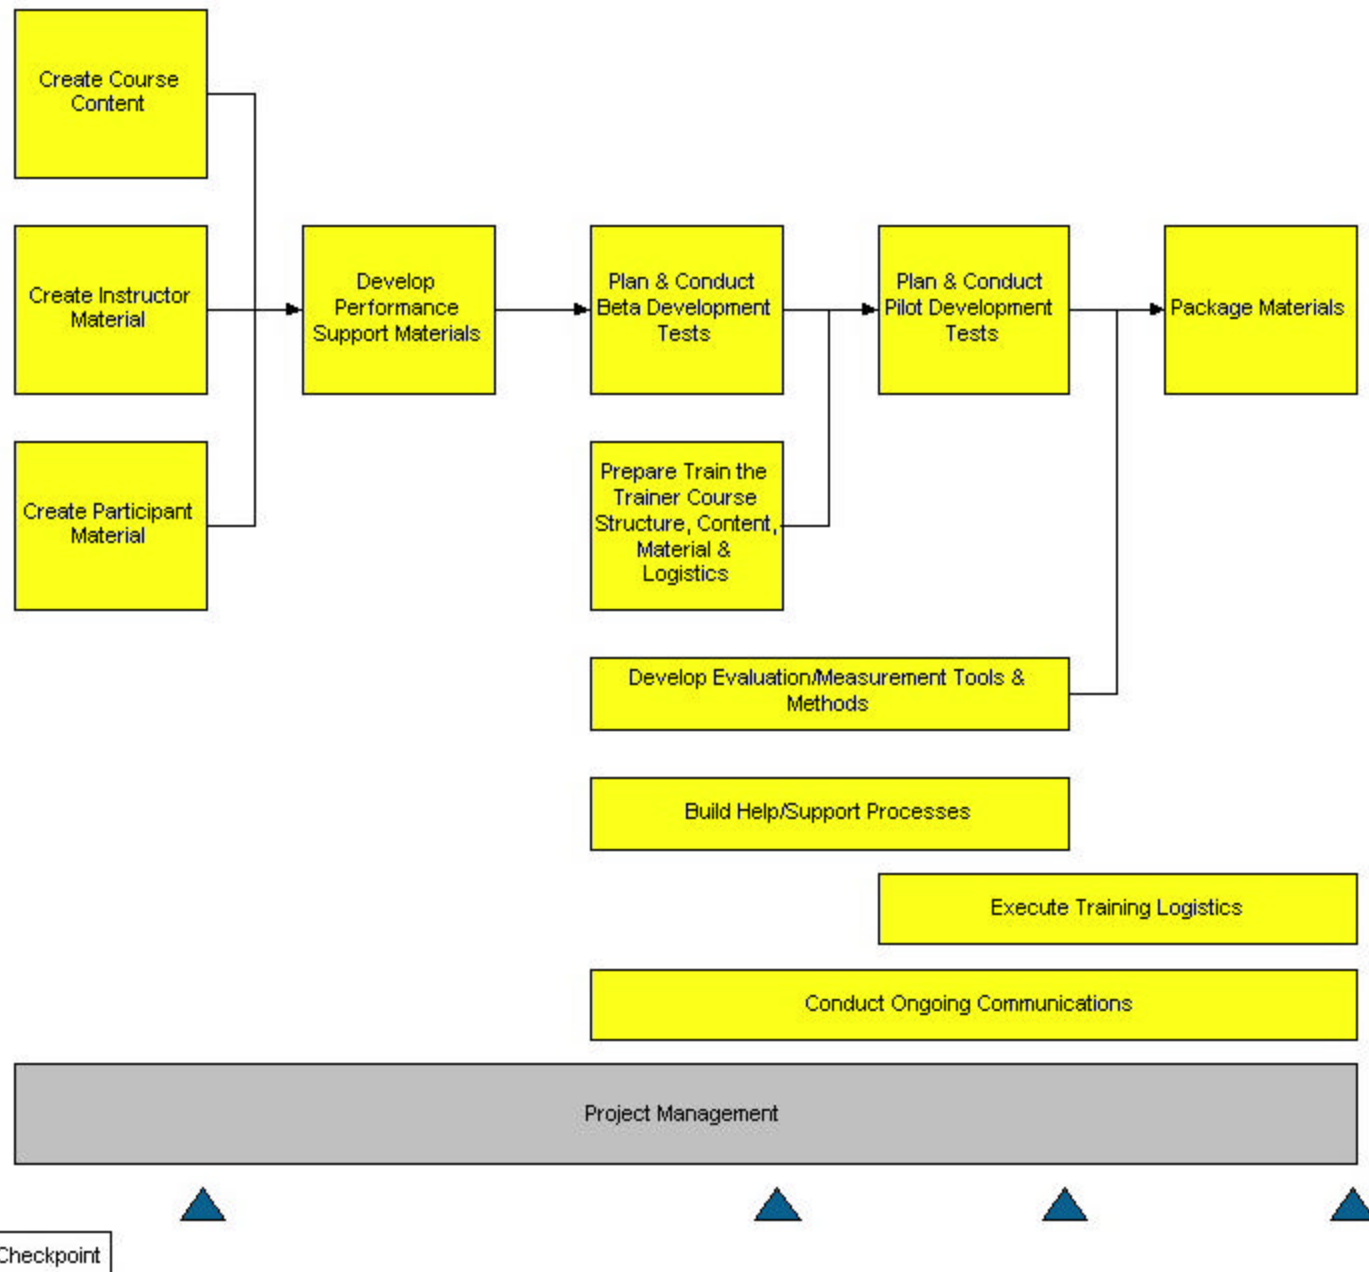 Create Course
Content
Create Instructor
Material
Develop
Performance
Support Materials
Plan & Conduct
Beta Development
Tests
Plan & Conduct
Pilot Development
Tests
Package Materials
Create Participant
Material
Prepare Train the
Trainer Course
Structure, Content,
Material &
Logistics
Develop Evaluation/Measurement Tools &
Methods
Build Help/Support Processes
Execute Training Logistics
Conduct Ongoing Communications
Project Management
Checkpoint